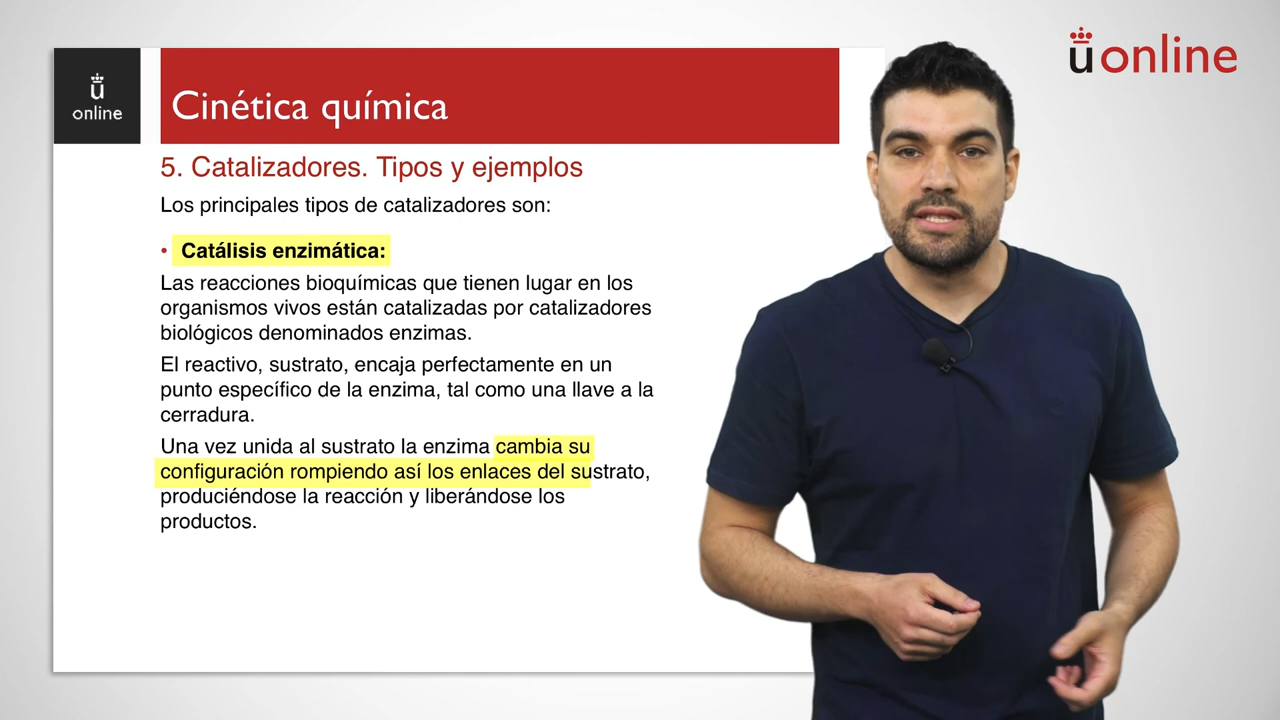 ü online
ü
online
Cinética química
5. Catalizadores. Tipos y ejemplos
Los principales tipos de catalizadores son:
• Catálisis enzimática:
Las reacciones bioquímicas que tienen lugar en los
organismos vivos están catalizadas por catalizadores
biológicos denominados enzimas.
El reactivo, sustrato, encaja perfectamente en un
punto específico de la enzima, tal como una llave a la
cerradura.
Una vez unida al sustrato la enzima cambia su
configuración rompiendo así los enlaces del sustrato,
produciéndose la reacción y liberándose los
productos.